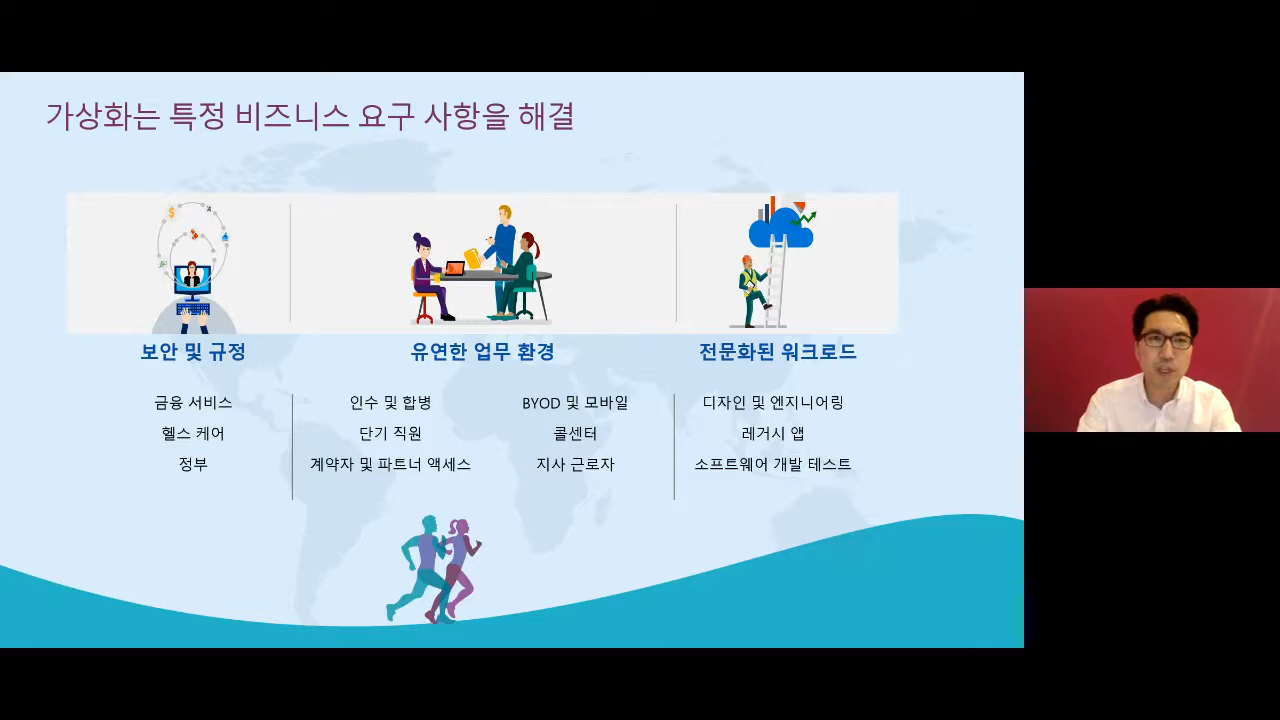 가상화는 특정 비즈니스 요구 사항을 해결
보안 및 규정
금융 서비스
헬스 케어
정부
유연한 업무 환경
인수 및 합병
단기 직원
계약자 및 파트너 액세스
BYOD 및 모바일
콜센터
지사 근로자
전문화된 워크로드
디자인 및 엔지니어링
레거시 앱
소프트웨어 개발 테스트